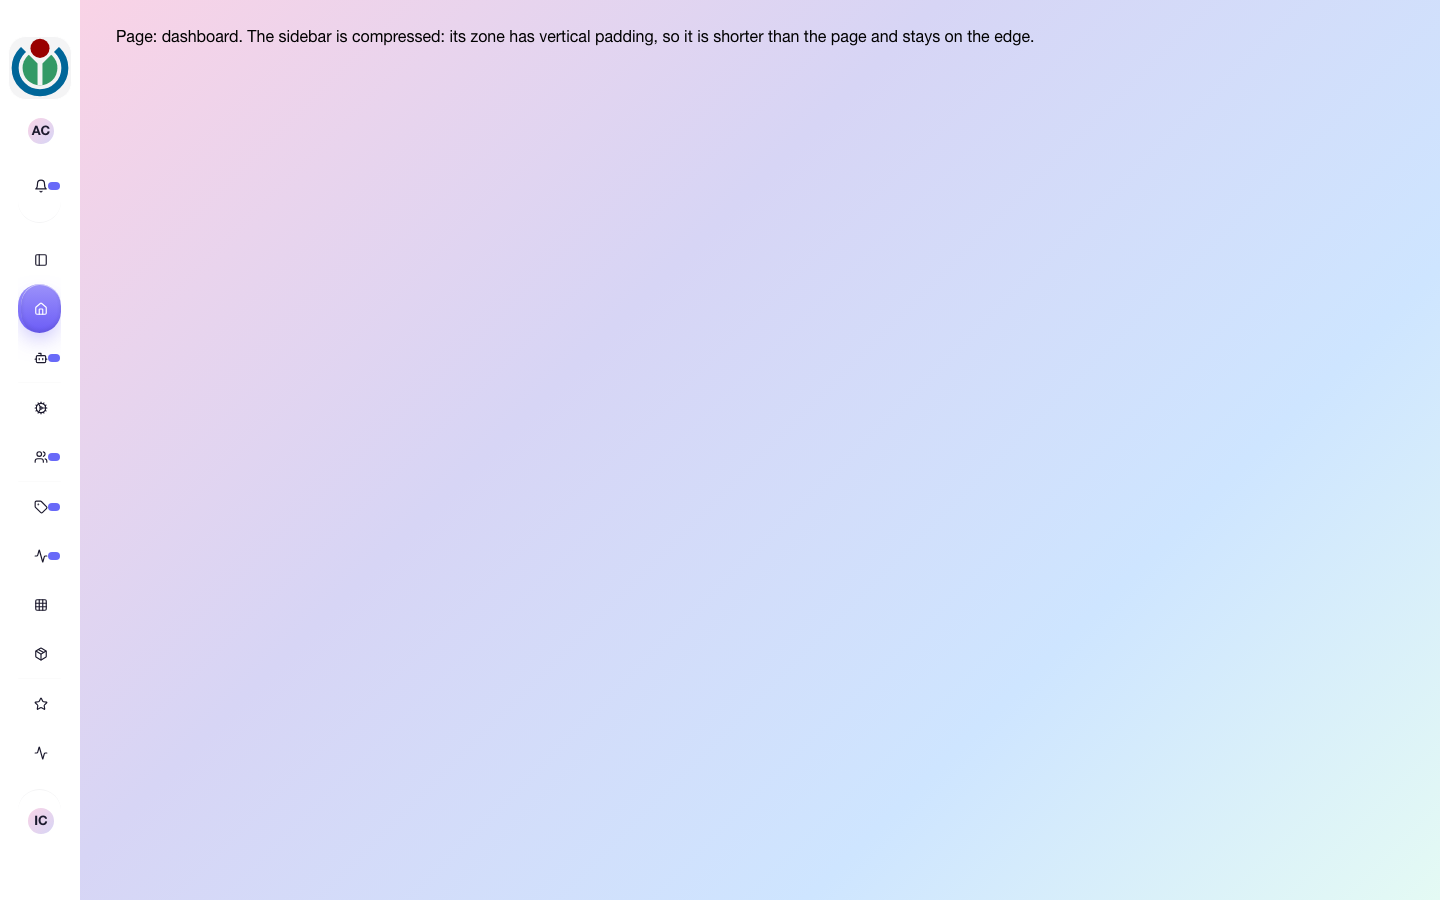 Page: dashboard. The sidebar is compressed: its zone has vertical padding, so it is shorter than the page and stays on the edge.
AC
IC